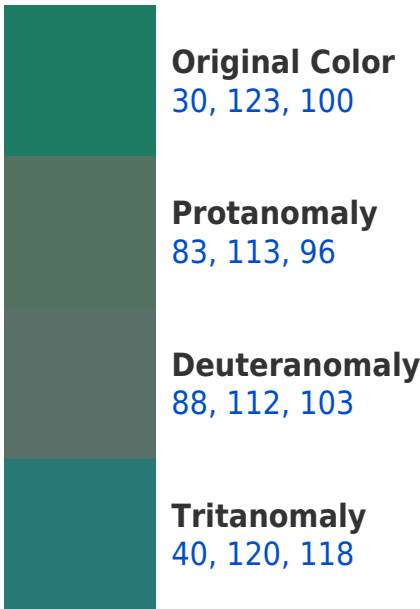 Original Color
30, 123, 100
Protanomaly
83, 113, 96
Deuteranomaly
88, 112, 103
Tritanomaly
40, 120, 118